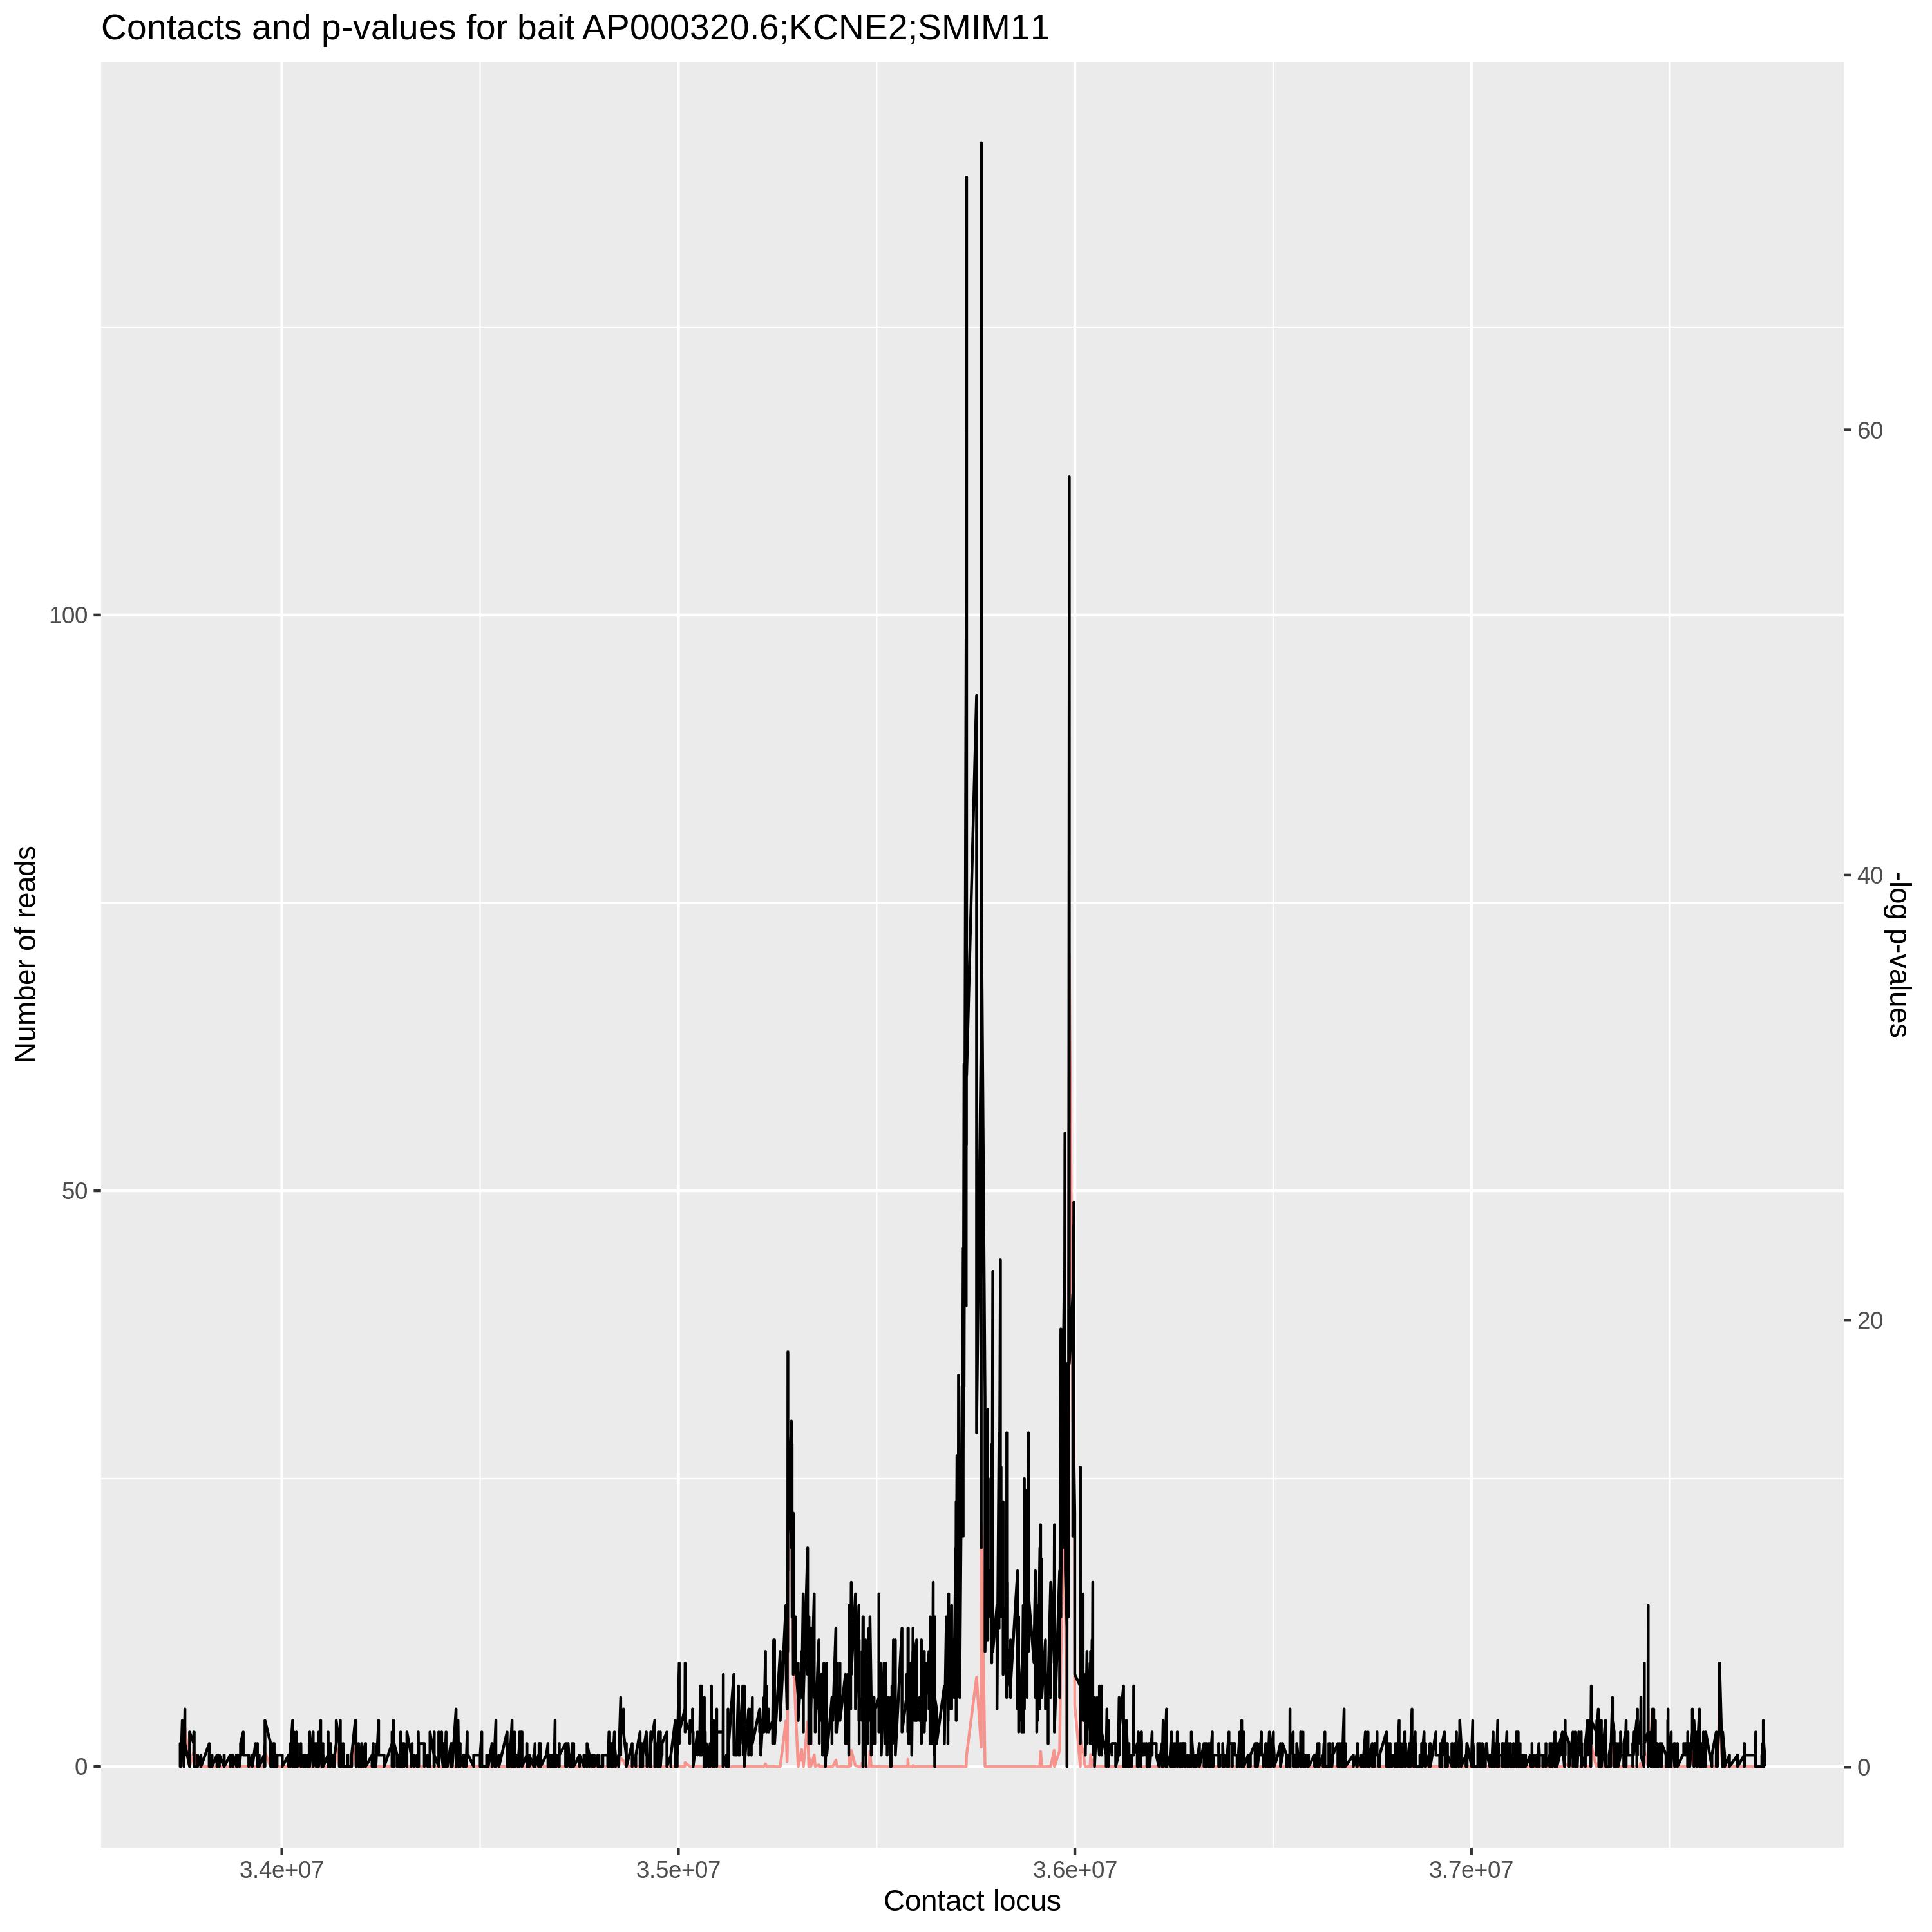 Contacts and p-values for bait AP000320.6;KCNE2;SMIM11
Number of reads
100
50
0
60
40
20
0
-log p-values
3.4e+07
3.5e+07
3.6e+07
3.7e+07
Contact locus